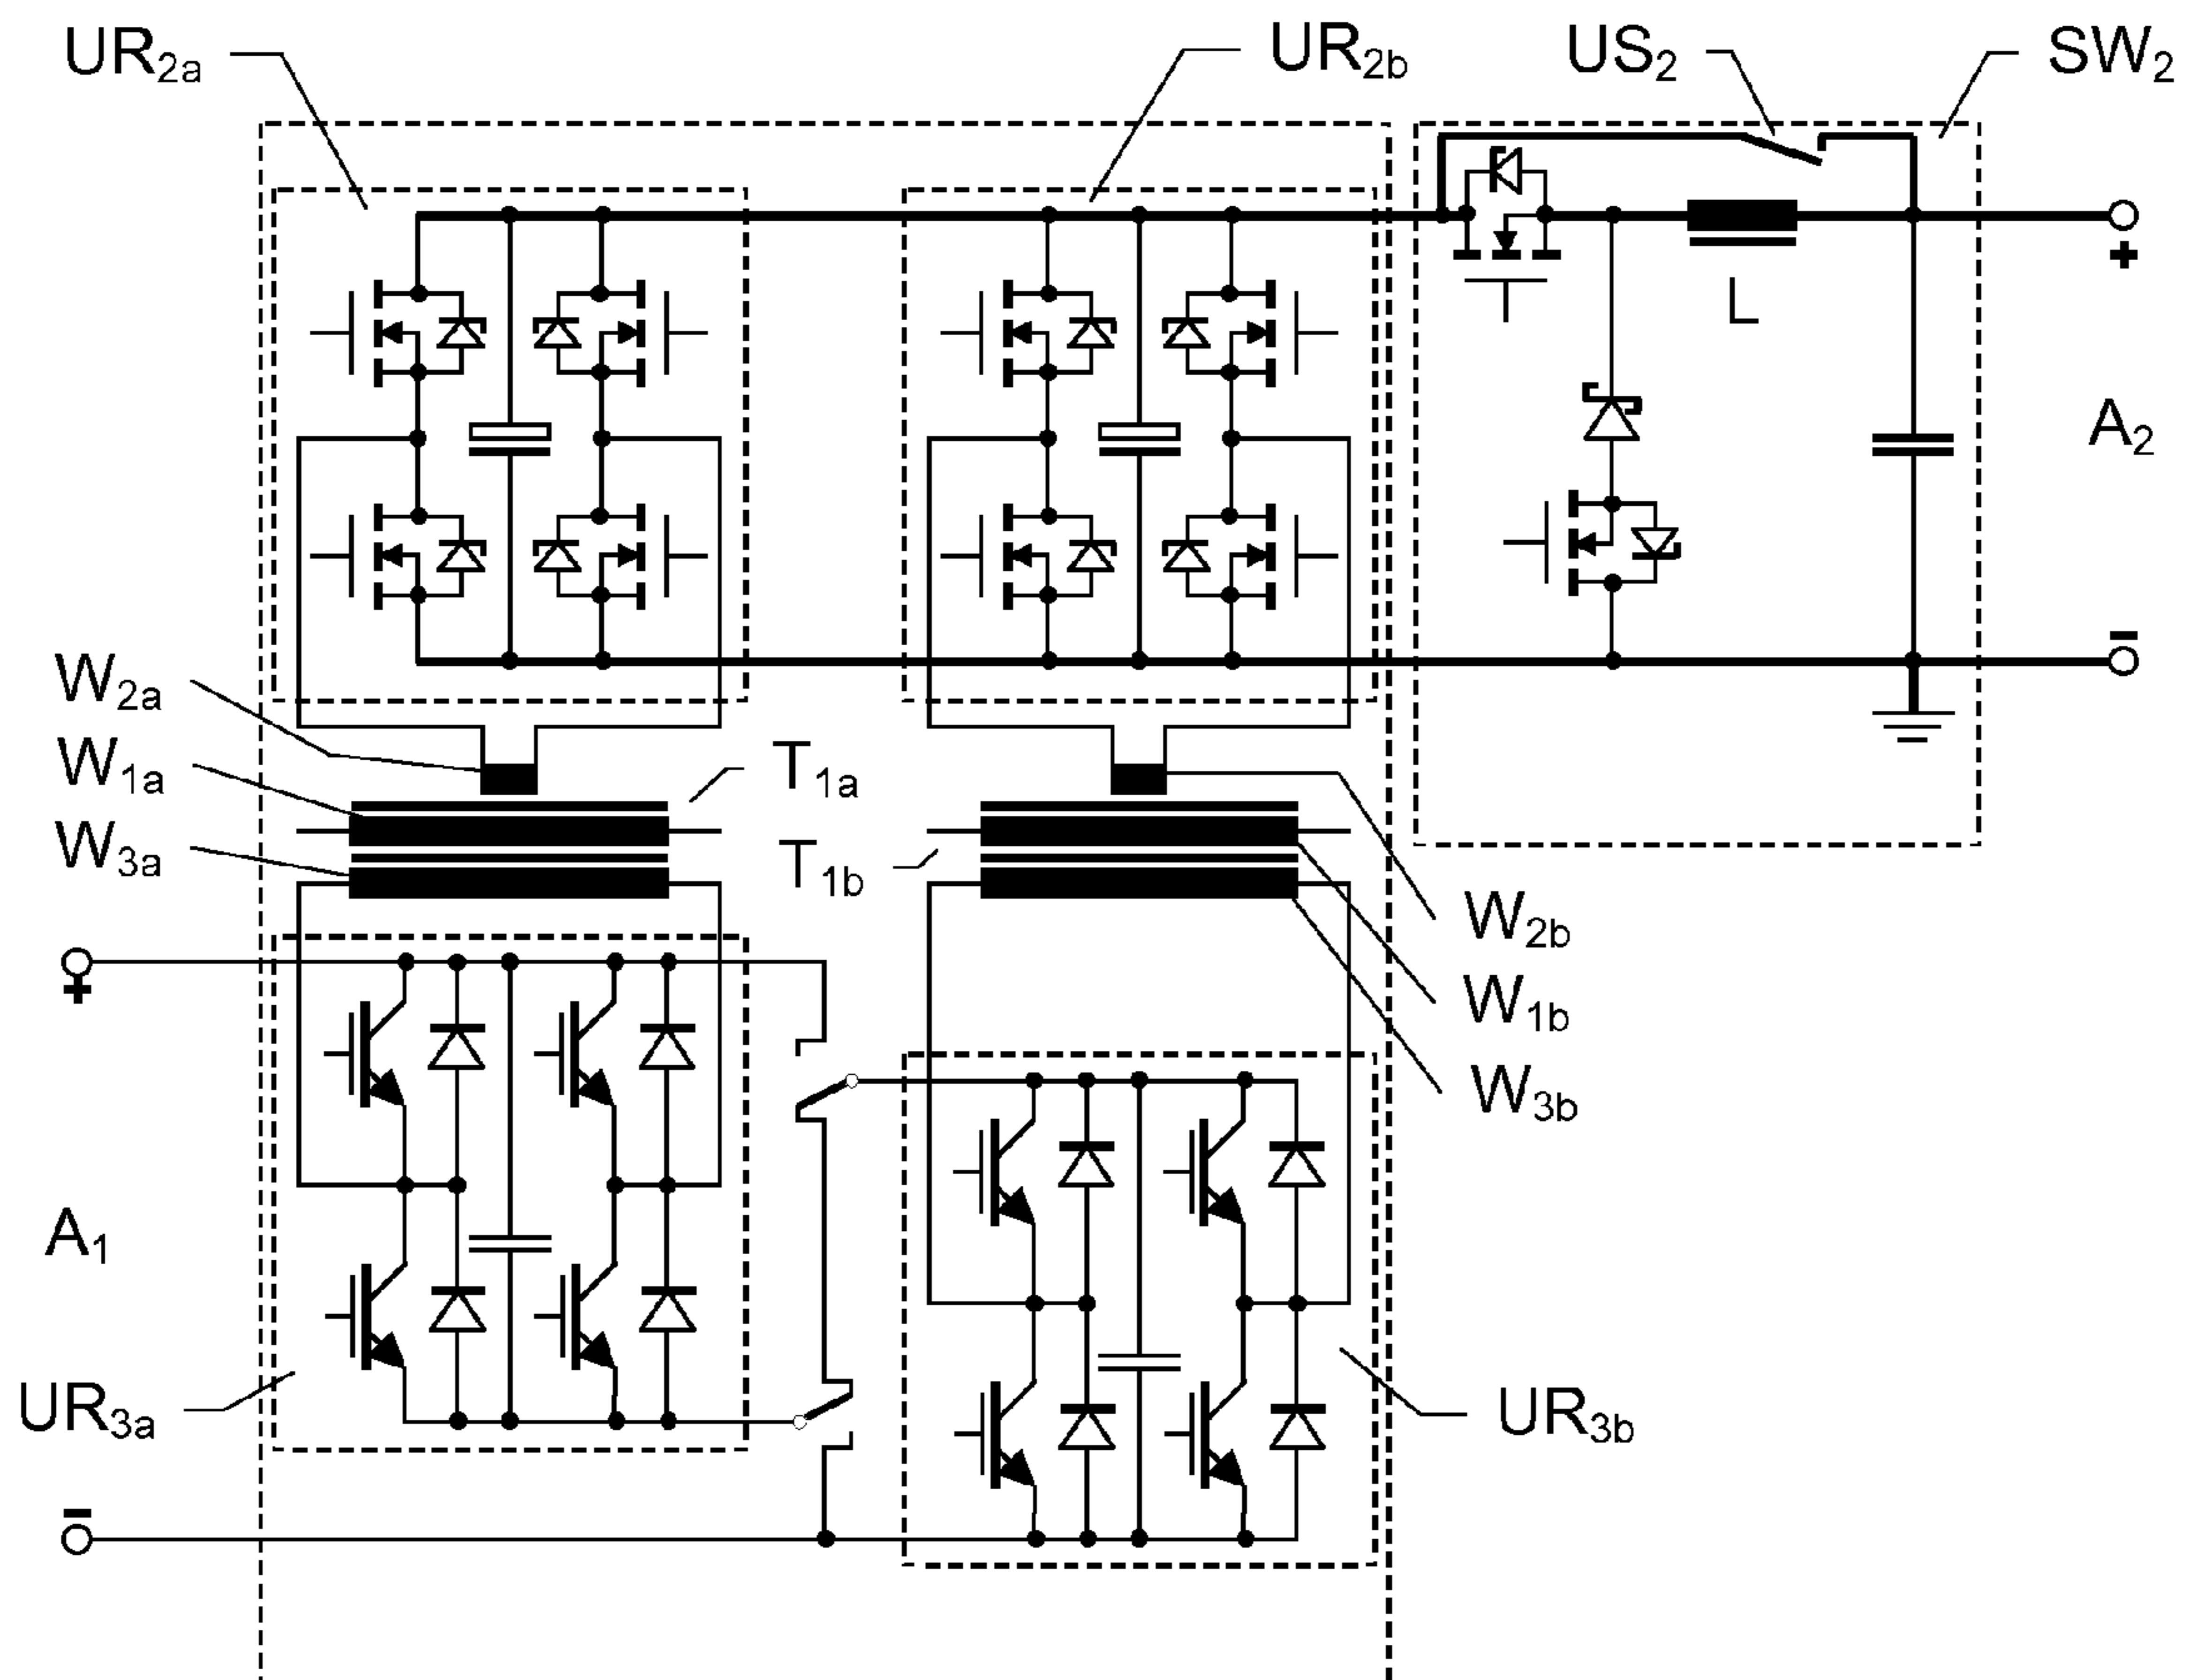 UR2a
UR2b
US2
SW2
+
L
A2
W2a
W1a
W3a
T1a
T1b
W2b
W1b
W3b
+
A1
UR3a
UR3b
-
-